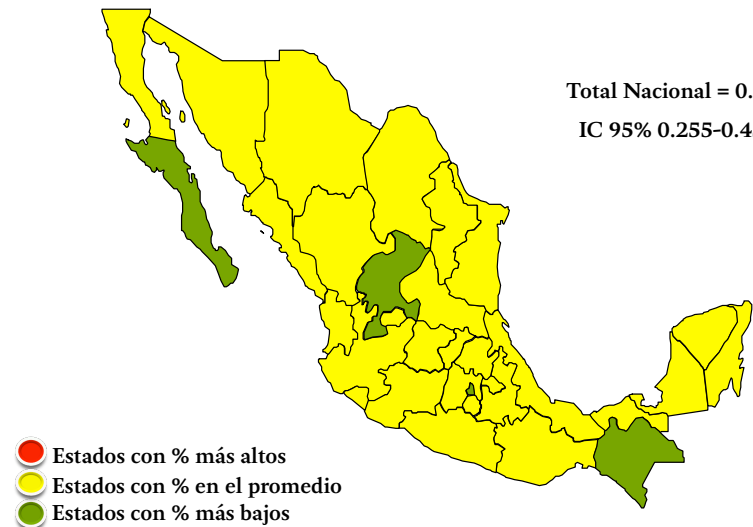 Total Nacional = 0.
IC 95% 0.255-0.4
Estados con % más altos
Estados con % en el promedio
Estados con % más bajos